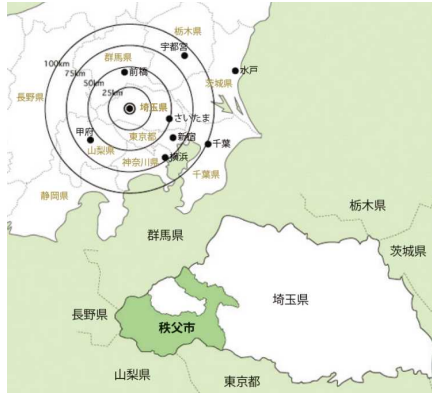 栃木県
宇都宮
100km
群馬県
75km
前橋
水戸
50km
茨城県
長野県
25km
埼玉県
さいたま
甲府
東京都
新宿
千葉
山梨県
神奈川県
横浜
千葉県
静岡県
栃木県
群馬県
茨城県
埼玉県
長野県
秩父市
山梨県
東京都